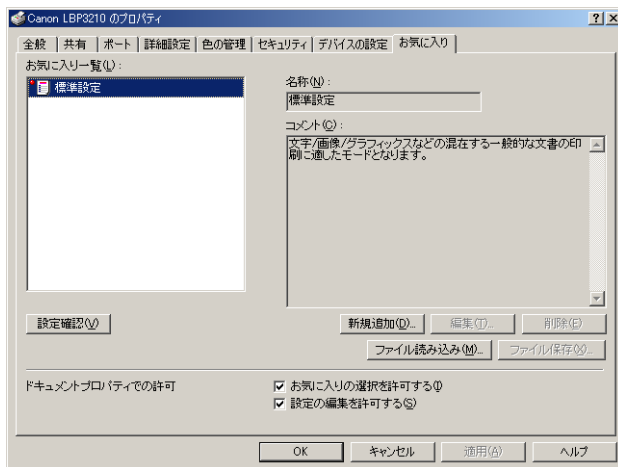 Canon LBP3210 のプロパティ
全般 共有 ポート 詳細設定 色の管理 セキュリティ デバイスの設定 お気に入り
お気に入り一覧(L):
標準設定
名称(N):
標準設定
コメント(C):
文字/画像/グラフィックスなどの混在する一般的な文書の印
刷に適したモードとなります。
設定確認(V)
新規追加(D)... 編集(T)... 削除(E)
ファイル読み込み(M)... ファイル保存(X)...
ドキュメントプロパティでの許可
お気に入りの選択を許可する(I)
設定の編集を許可する(S)
OK キャンセル 適用(A) ヘルプ